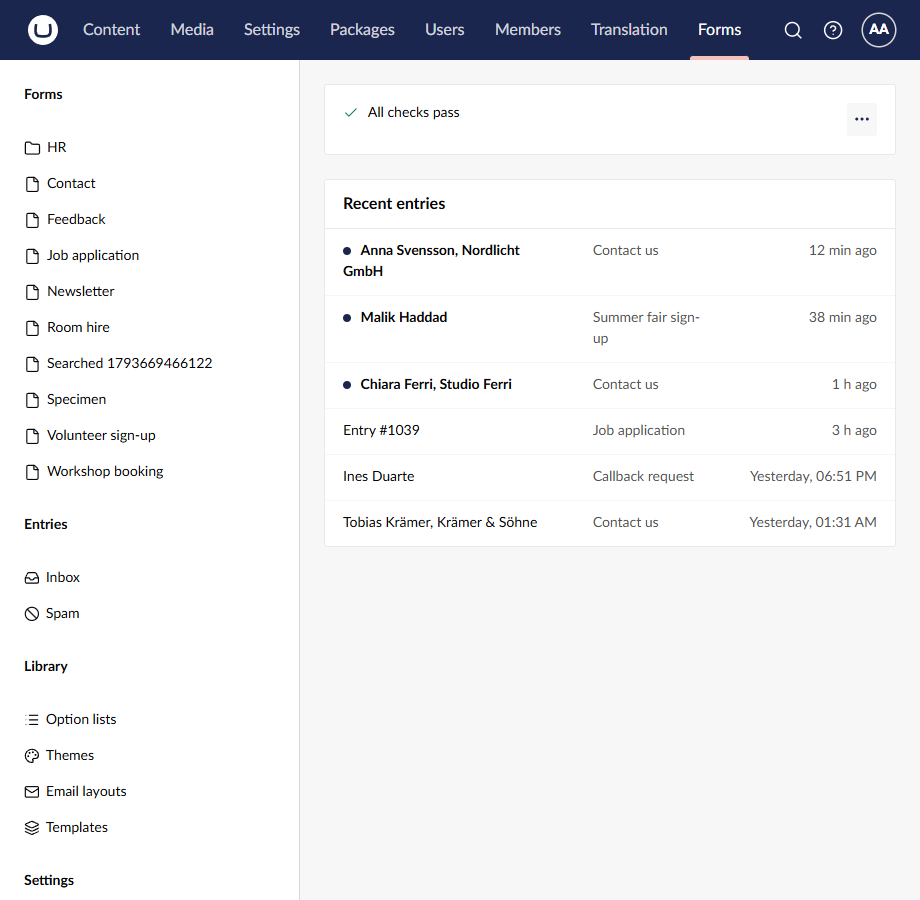 Content Media Settings Packages Users Members Translation Forms AA
Forms
HR
Contact
Feedback
Job application
Newsletter
Room hire
Searched 1793669466122
Specimen
Volunteer sign-up
Workshop booking
Entries
Inbox
Spam
Library
Option lists
Themes
Email layouts
Templates
Settings
All checks pass
Recent entries
Anna Svensson, Nordlicht GmbH Contact us 12 min ago
Malik Haddad Summer fair sign-up 38 min ago
Chiara Ferri, Studio Ferri Contact us 1 h ago
Entry #1039 Job application 3 h ago
Ines Duarte Callback request Yesterday, 06:51 PM
Tobias Krämer, Krämer & Söhne Contact us Yesterday, 01:31 AM